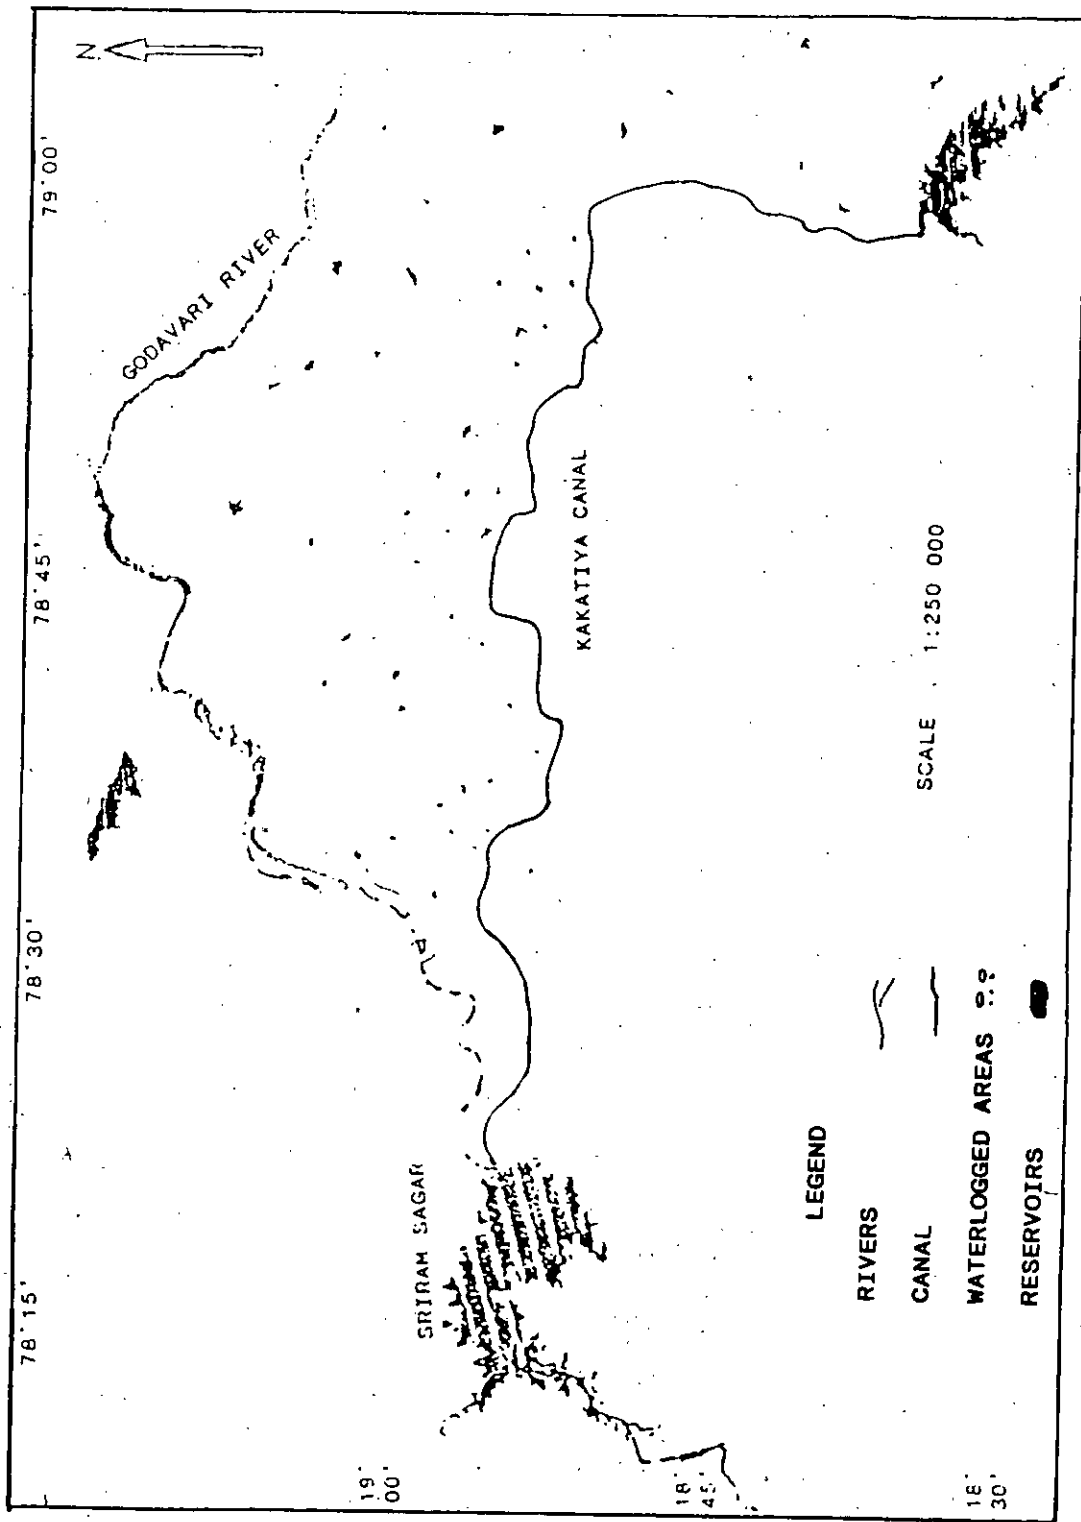 N
78°15'
78°30'
78°45'
79°00'
GODAVARI RIVER
19°
00'
SRIRAM SAGAR
KAKATIYA CANAL
18°
45'
LEGEND
RIVERS
CANAL
SCALE . 1:250 000
WATERLOGGED AREAS
RESERVOIRS
18°
30'